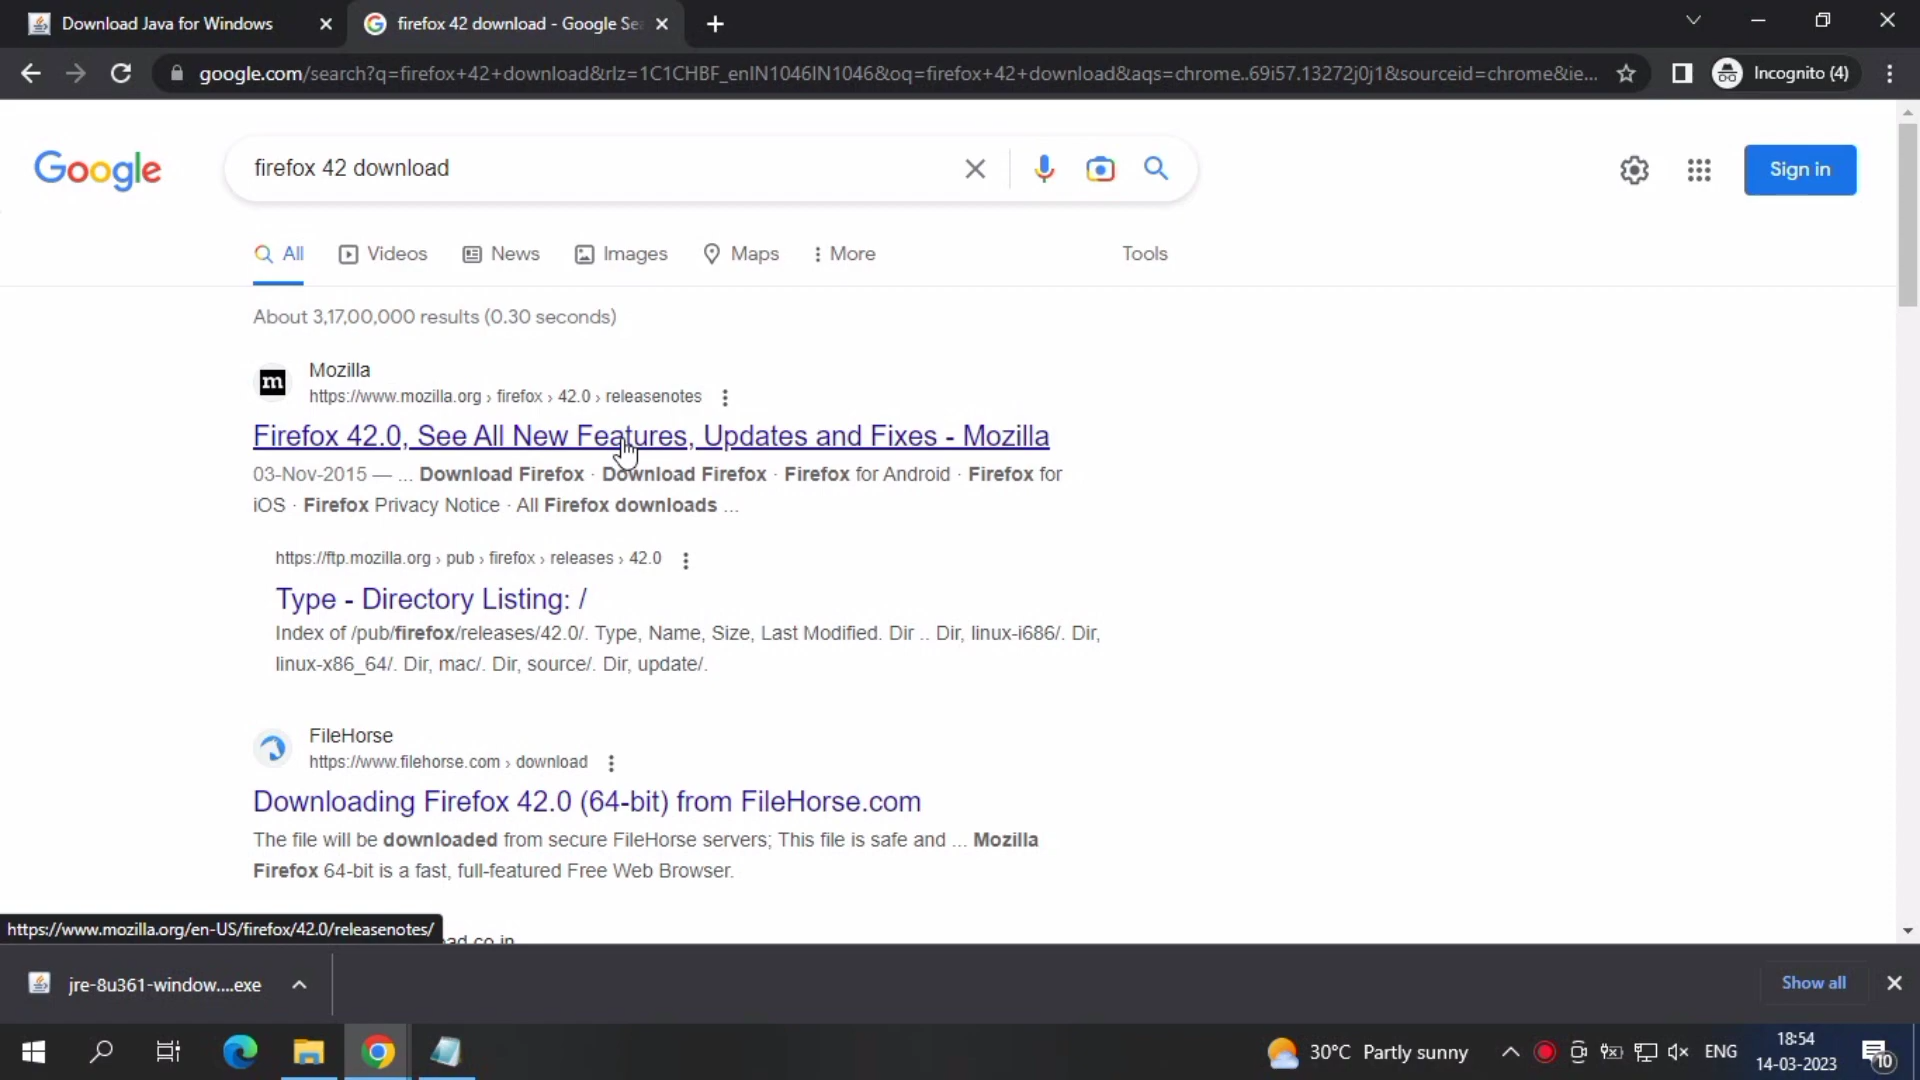 Download Java for Windows
firefox 42 download - Google Se
google.com/search?q=firefox+42+download&rlz=1C1CHBF_enIN1046IN1046&oq=firefox+42+download&aqs=chrome..69i57.13272j0j1&sourceid=chrome&ie...
Incognito (4)
Google
firefox 42 download
Sign in
All
Videos
News
Images
Maps
More
Tools
About 3,17,00,000 results (0.30 seconds)
Mozilla
https://www.mozilla.org › firefox › 42.0 › releasenotes
Firefox 42.0, See All New Features, Updates and Fixes - Mozilla
03-Nov-2015 — ... Download Firefox · Download Firefox · Firefox for Android · Firefox for
iOS · Firefox Privacy Notice · All Firefox downloads ...
https://ftp.mozilla.org › pub › firefox › releases › 42.0
Type - Directory Listing: /
Index of /pub/firefox/releases/42.0/. Type, Name, Size, Last Modified. Dir .. Dir, linux-i686/. Dir,
linux-x86_64/. Dir, mac/. Dir, source/. Dir, update/.
FileHorse
https://www.filehorse.com › download
Downloading Firefox 42.0 (64-bit) from FileHorse.com
The file will be downloaded from secure FileHorse servers; This file is safe and ... Mozilla
Firefox 64-bit is a fast, full-featured Free Web Browser.
https://www.mozilla.org/en-US/firefox/42.0/releasenotes/
jre-8u361-window....exe
Show all
30°C Partly sunny
ENG
18:54
14-03-2023
10